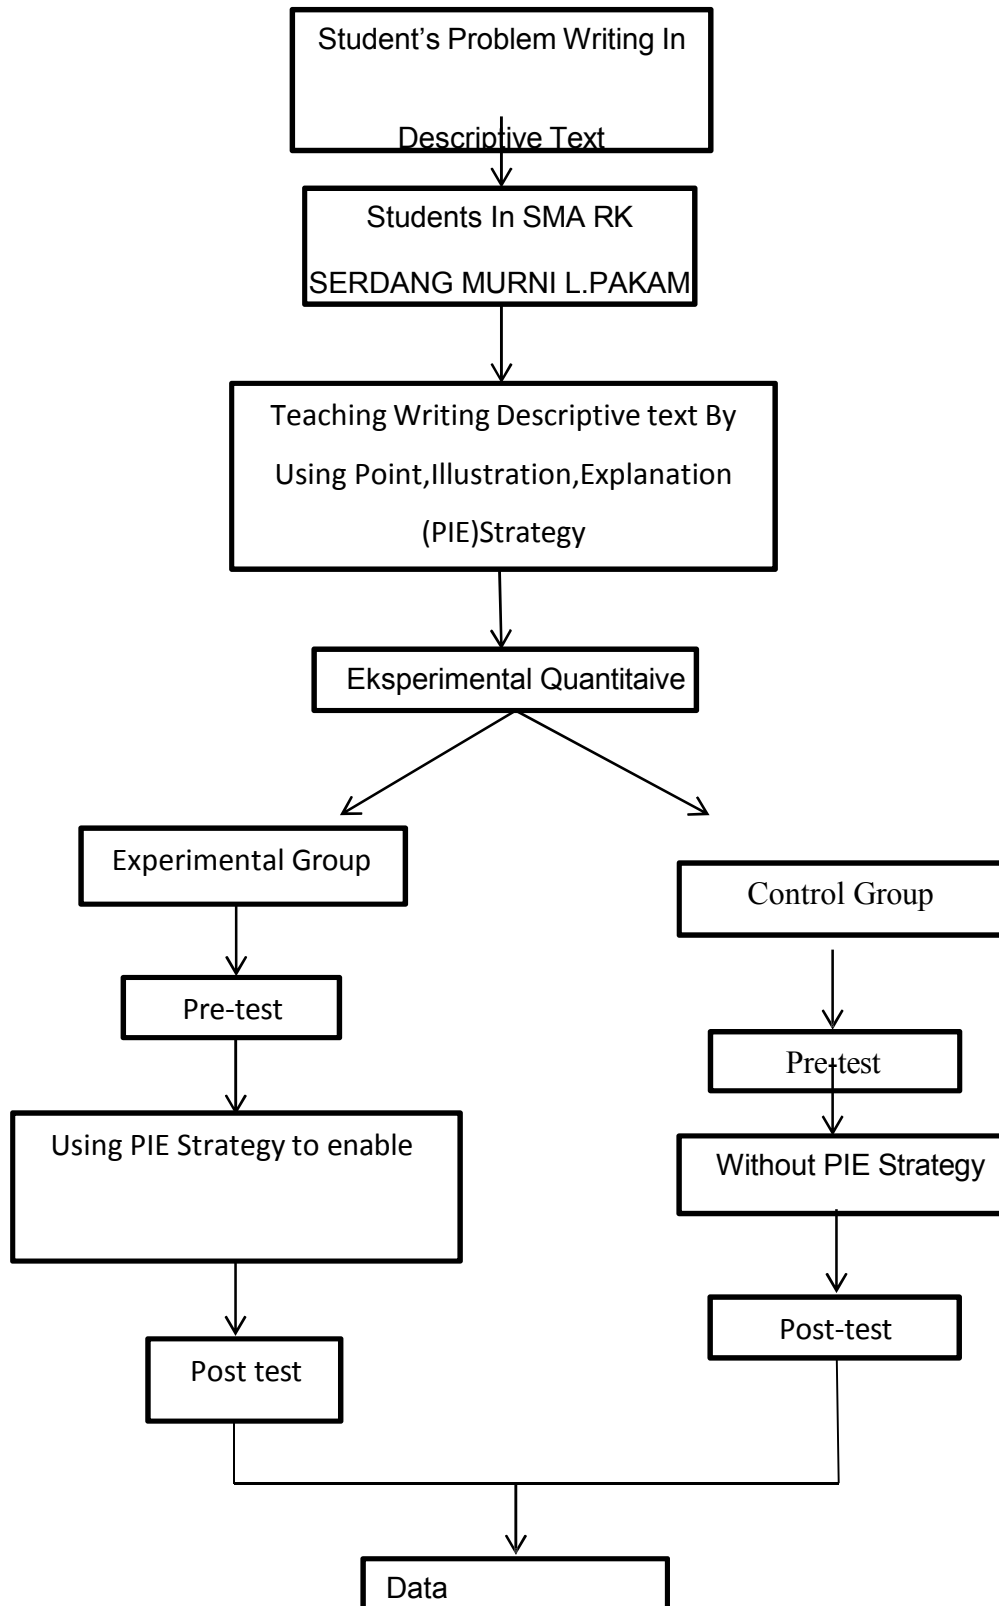 Student’s Problem Writing In
Descriptive Text
Students In SMA RK
SERDANG MURNI L.PAKAM
Teaching Writing Descriptive text By
Using Point,Illustration,Explanation
(PIE)Strategy
Eksperimental Quantitaive
Experimental Group
Control Group
Pre-test
Pre-test
Using PIE Strategy to enable
Without PIE Strategy
Post test
Post-test
Data